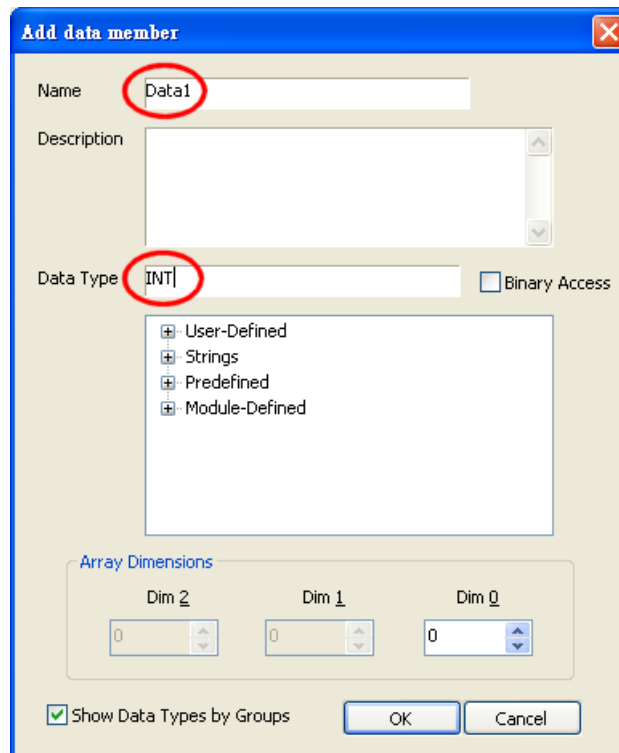 Add data member
Name Data1
Description
Data Type INT Binary Access
User-Defined
Strings
Predefined
Module-Defined
Array Dimensions
Dim 2 Dim 1 Dim 0
0 0 0
Show Data Types by Groups OK Cancel